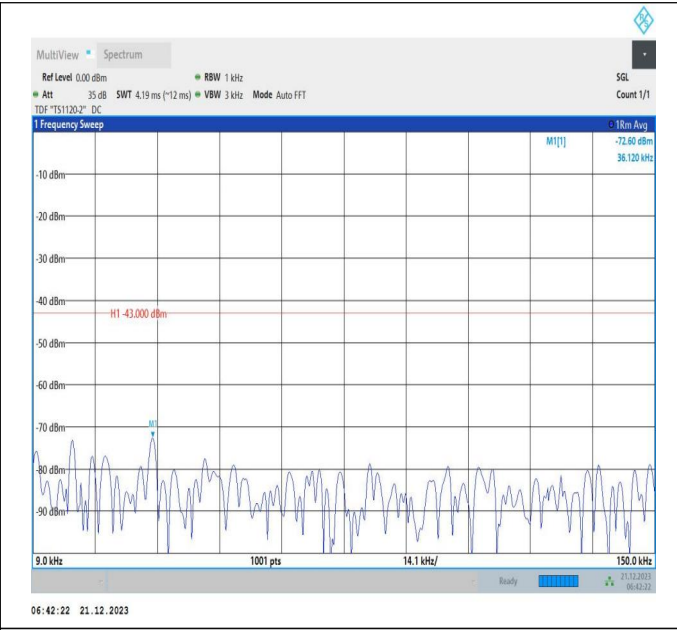 R S
MultiView Spectrum
Ref Level 0.00 dBm RBW 1 kHz SGL
Att 35 dB SWT 4.19 ms (~12 ms) VBW 3 kHz Mode Auto FFT Count 1/1
TDF "TS1120-2" DC
1 Frequency Sweep 1Rm Avg
M1[1] -72.60 dBm
36.120 kHz
-10 dBm
-20 dBm
-30 dBm
-40 dBm
H1 -43.000 dBm
-50 dBm
-60 dBm
-70 dBm
M1
-80 dBm
-90 dBm
9.0 kHz 1001 pts 14.1 kHz/ 150.0 kHz
Ready 21.12.2023
06:42:22
06:42:22 21.12.2023